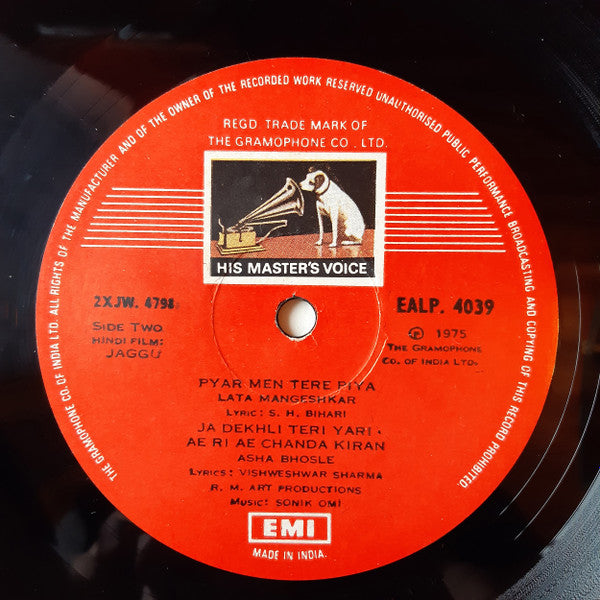 THE GRAMOPHONE CO. OF INDIA LTD. ALL RIGHTS OF THE MANUFACTURER AND OF THE OWNER OF THE RECORDED WORK RESERVED UNAUTHORISED PUBLIC PERFORMANCE BROADCASTING AND COPYING OF THIS RECORD PROHIBITED.
REGD. TRADE MARK OF
THE GRAMOPHONE CO. LTD.
HIS MASTER'S VOICE
2XJW. 4798
EALP. 4039
SIDE TWO
HINDI FILM:
JAGGU
Ⓟ 1975
THE GRAMOPHONE
CO. OF INDIA LTD.
PYAR MEN TERE PIYA
LATA MANGESHKAR
LYRIC: S. H. BIHARI
JA DEKHLI TERI YARI
AE RI AE CHANDA KIRAN
ASHA BHOSLE
LYRICS: VISHWESHWAR SHARMA
R. M. ART PRODUCTIONS
MUSIC: SONIK OMI
EMI
MADE IN INDIA.